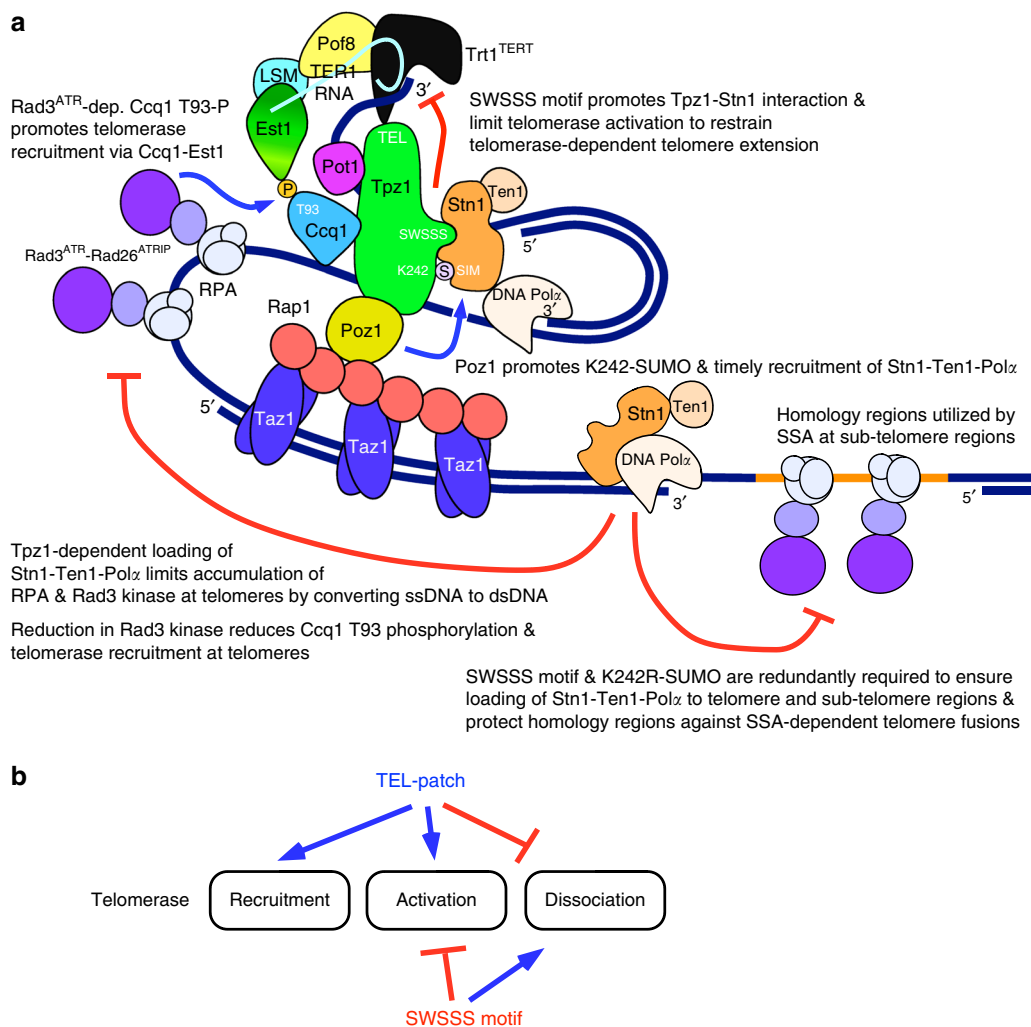 a
Pof8
Trt1TERT
LSM
TER1
RNA
3′
Rad3ATR-dep. Ccq1 T93-P
promotes telomerase
recruitment via Ccq1-Est1
SWSSS motif promotes Tpz1-Stn1 interaction &
limit telomerase activation to restrain
telomerase-dependent telomere extension
Est1
TEL
Pot1
Tpz1
P
T93
Ccq1
Stn1
Ten1
SWSSS
5′
K242
S
SIM
Rad3ATR-Rad26ATRIP
RPA
DNA Polα
3′
Rap1
Poz1
Poz1 promotes K242-SUMO & timely recruitment of Stn1-Ten1-Polα
5′
Taz1
Taz1
Taz1
Stn1
Ten1
DNA Polα
3′
Homology regions utilized by
SSA at sub-telomere regions
5′
Tpz1-dependent loading of
Stn1-Ten1-Polα limits accumulation of
RPA & Rad3 kinase at telomeres by converting ssDNA to dsDNA
Reduction in Rad3 kinase reduces Ccq1 T93 phosphorylation &
telomerase recruitment at telomeres
SWSSS motif & K242R-SUMO are redundantly required to ensure
loading of Stn1-Ten1-Polα to telomere and sub-telomere regions &
protect homology regions against SSA-dependent telomere fusions
b
TEL-patch
Telomerase
Recruitment
Activation
Dissociation
SWSSS motif